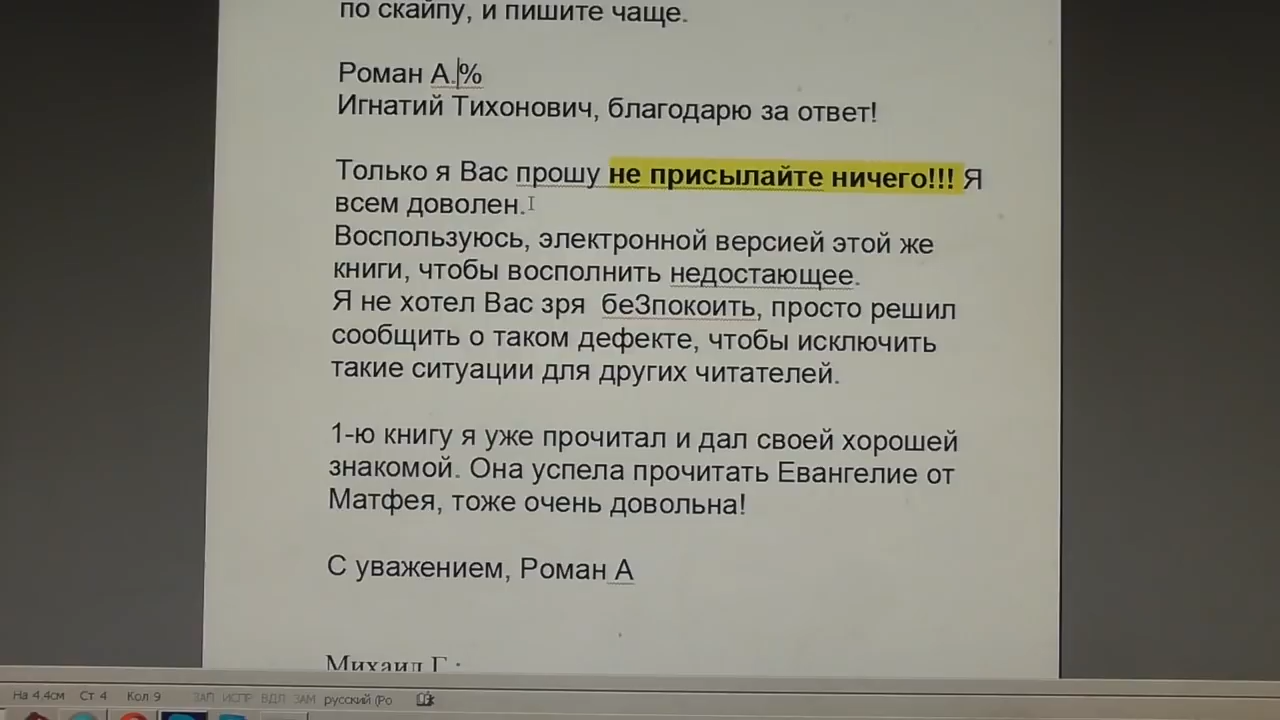 по скайпу, и пишите чаще.
Роман А.%
Игнатий Тихонович, благодарю за ответ!
Только я Вас прошу не присылайте ничего!!! Я
всем доволен.
Воспользуюсь, электронной версией этой же
книги, чтобы восполнить недостающее.
Я не хотел Вас зря  беЗпокоить, просто решил
сообщить о таком дефекте, чтобы исключить
такие ситуации для других читателей.
1-ю книгу я уже прочитал и дал своей хорошей
знакомой. Она успела прочитать Евангелие от
Матфея, тоже очень довольна!
С уважением, Роман А
Михаил Г.:
На 4.4см Ст 4 Кол 9 ЗАП ИСПР ВДЛ ЗАМ русский (Ро